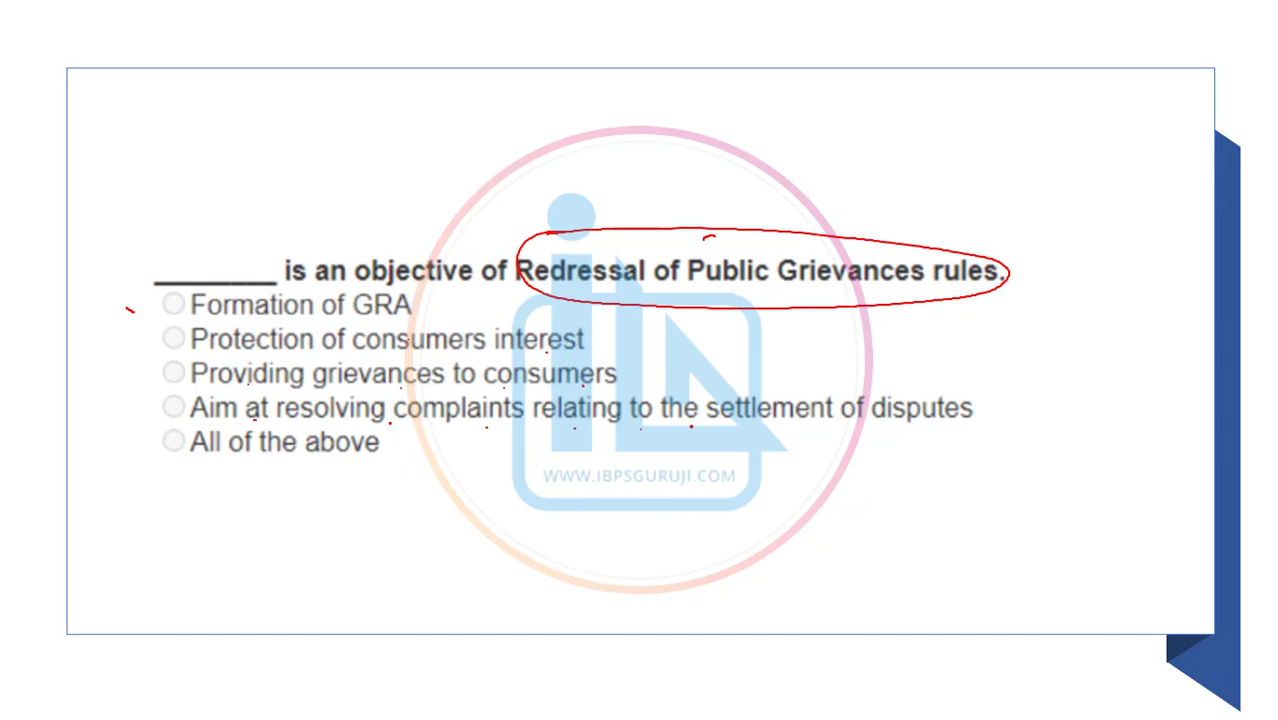 ________ is an objective of Redressal of Public Grievances rules.
Formation of GRA
Protection of consumers interest
Providing grievances to consumers
Aim at resolving complaints relating to the settlement of disputes
All of the above
WWW.IBPSGURUJI.COM